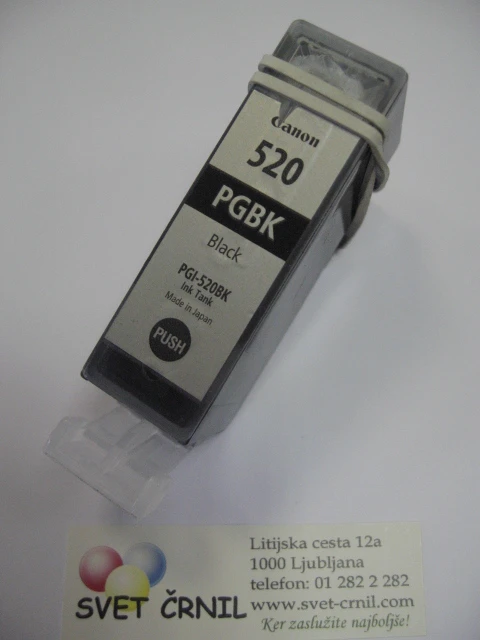 Canon
520
PGBK
Black
PGI-520BK
Ink Tank
Made in Japan
PUSH
SVET ČRNIL
Litijska cesta 12a
1000 Ljubljana
telefon: 01 282 2 282
www.svet-crnil.com
Ker zaslužite najboljše!